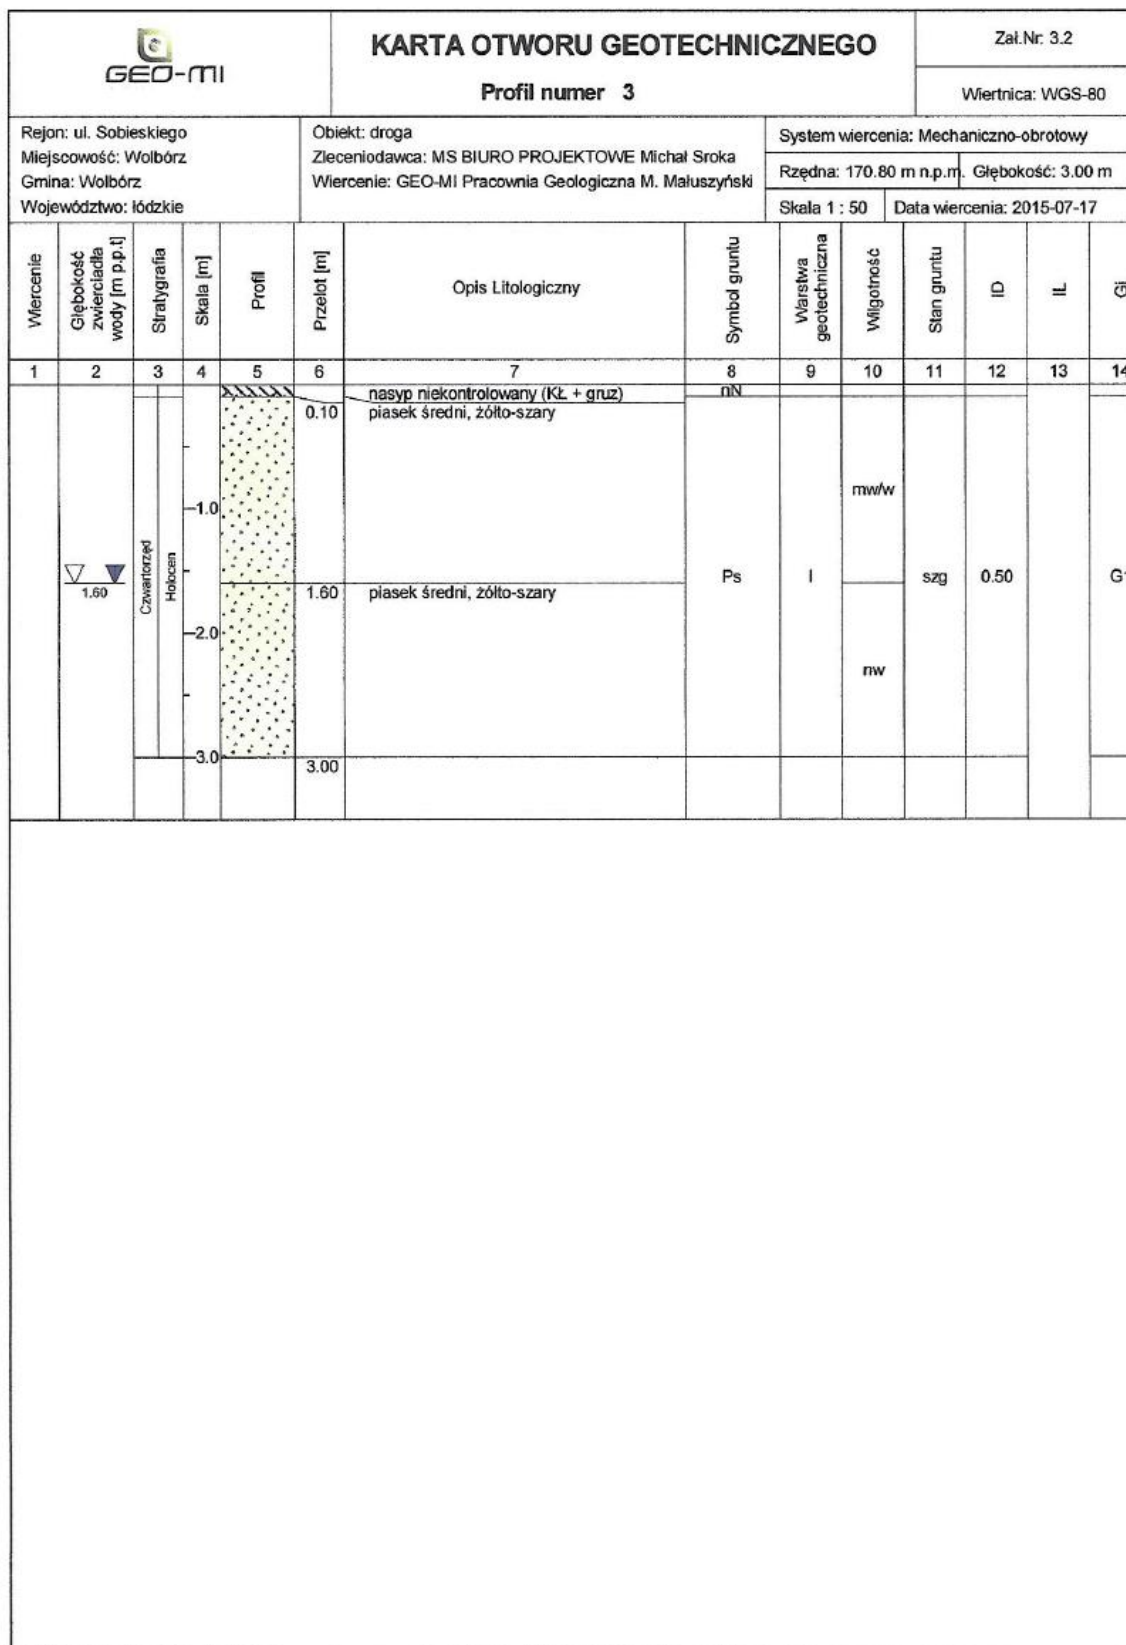 GEO-MI
KARTA OTWORU GEOTECHNICZNEGO
Profil numer 3
Zał.Nr: 3.2
Wiertnica: WGS-80
Rejon: ul. Sobieskiego
Miejscowość: Wolbórz
Gmina: Wolbórz
Województwo: łódzkie
Obiekt: droga
Zleceniodawca: MS BIURO PROJEKTOWE Michał Sroka
Wiercenie: GEO-MI Pracownia Geologiczna M. Małuszyński
System wiercenia: Mechaniczno-obrotowy
Rzędna: 170.80 m n.p.m. Głębokość: 3.00 m
Skala 1 : 50 Data wiercenia: 2015-07-17
Wiercenie
Głębokość
zwierciadła
wody [m p.p.t]
Stratygrafia
Skala [m]
Profil
Przelot [m]
Opis Litologiczny
Symbol gruntu
Warstwa
geotechniczna
Wilgotność
Stan gruntu
ID
IL
Gi
1 2 3 4 5 6 7 8 9 10 11 12 13 14
nasyp niekontrolowany (KŁ + gruz) nN
0.10 piasek średni, żółto-szary
mw/w
1.0
Czwartorzęd
Holocen
Ps I szg 0.50
1.60
1.60 piasek średni, żółto-szary
2.0
nw
3.0
3.00